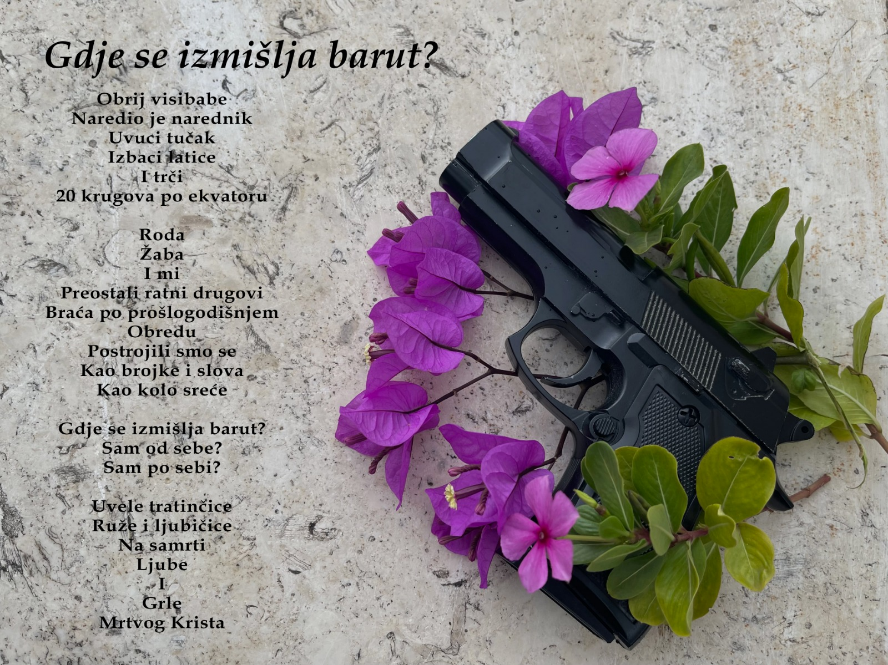 Gdje se izmišlja barut?
Obrij visibabe
Naredio je narednik
Uvuci tučak
Izbaci latice
I trči
20 krugova po ekvatoru
Roda
Žaba
I mi
Preostali ratni drugovi
Braća po prošlogodišnjem
Obredu
Postrojili smo se
Kao brojke i slova
Kao kolo sreće
Gdje se izmišlja barut?
Sam od sebe?
Sam po sebi?
Uvele tratinčice
Ruže i ljubičice
Na samrti
Ljube
I
Grle
Mrtvog Krista